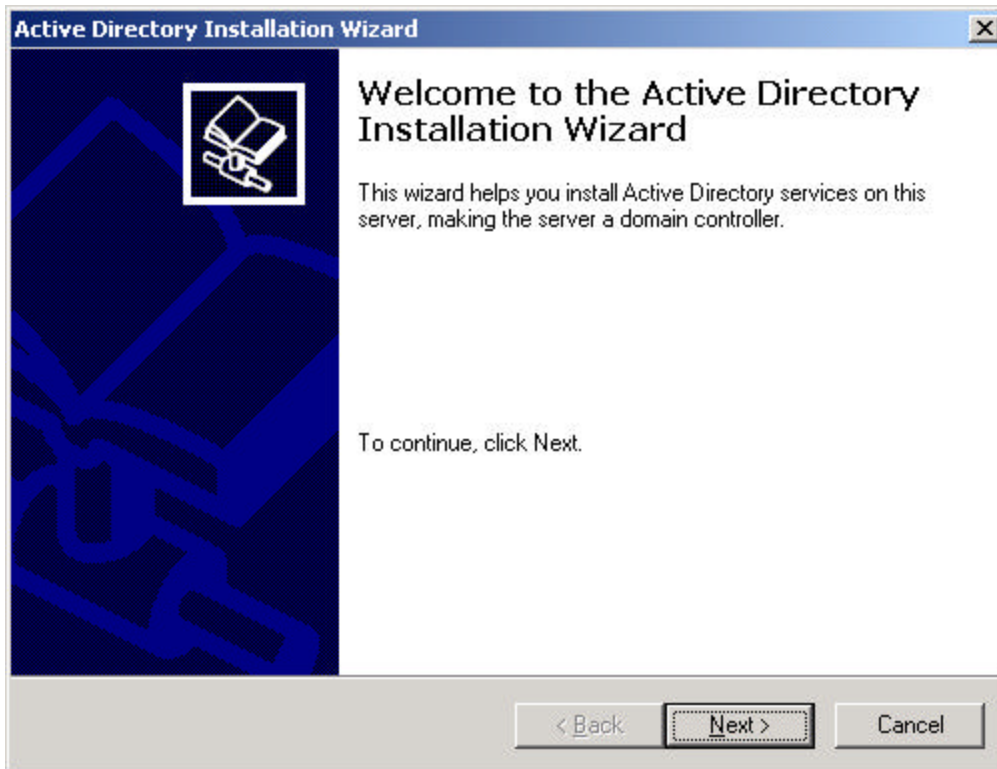 Active Directory Installation Wizard
Welcome to the Active Directory
Installation Wizard
This wizard helps you install Active Directory services on this
server, making the server a domain controller.
To continue, click Next.
< Back
Next >
Cancel